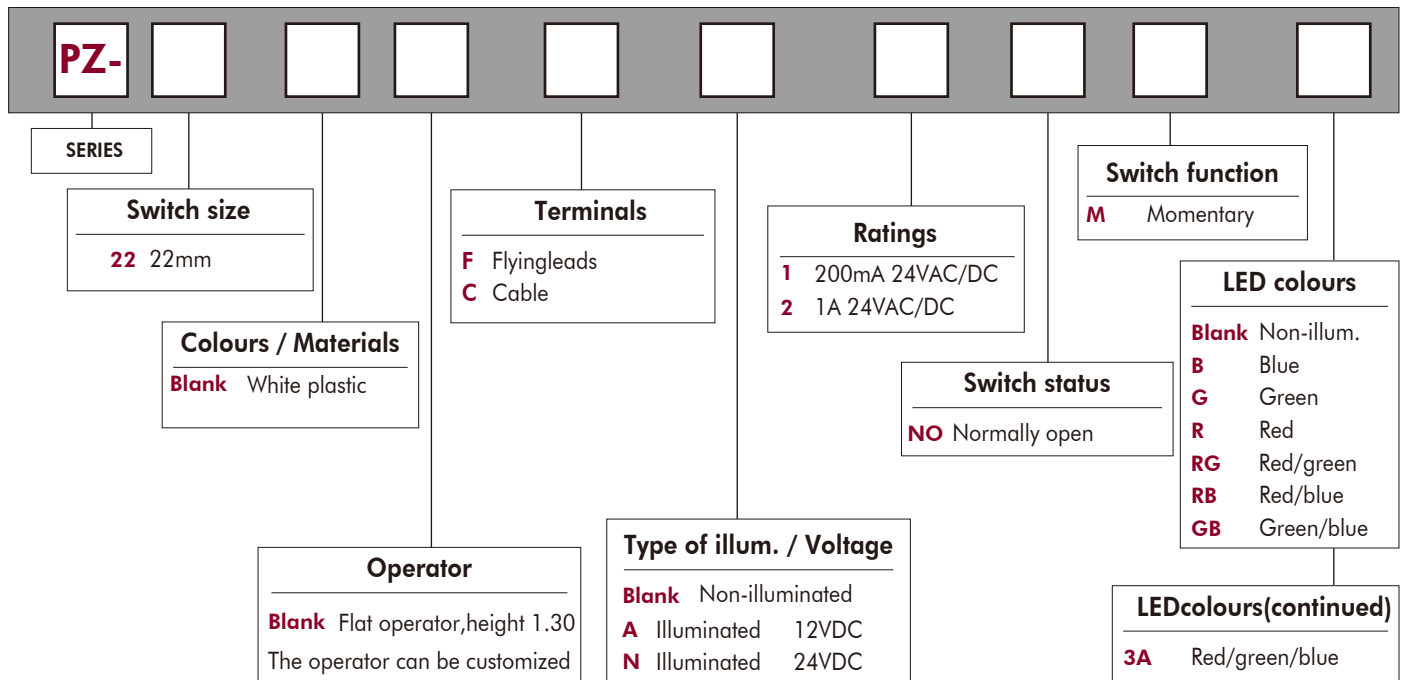 PZ-
SERIES
Switch size
22 22mm
Colours / Materials
Blank White plastic
Operator
Blank Flat operator,height 1.30
The operator can be customized
Terminals
F Flyingleads
C Cable
Type of illum. / Voltage
Blank Non-illuminated
A Illuminated 12VDC
N Illuminated 24VDC
Ratings
1 200mA 24VAC/DC
2 1A 24VAC/DC
Switch status
NO Normally open
Switch function
M Momentary
LED colours
Blank Non-illum.
B Blue
G Green
R Red
RG Red/green
RB Red/blue
GB Green/blue
LEDcolours(continued)
3A Red/green/blue